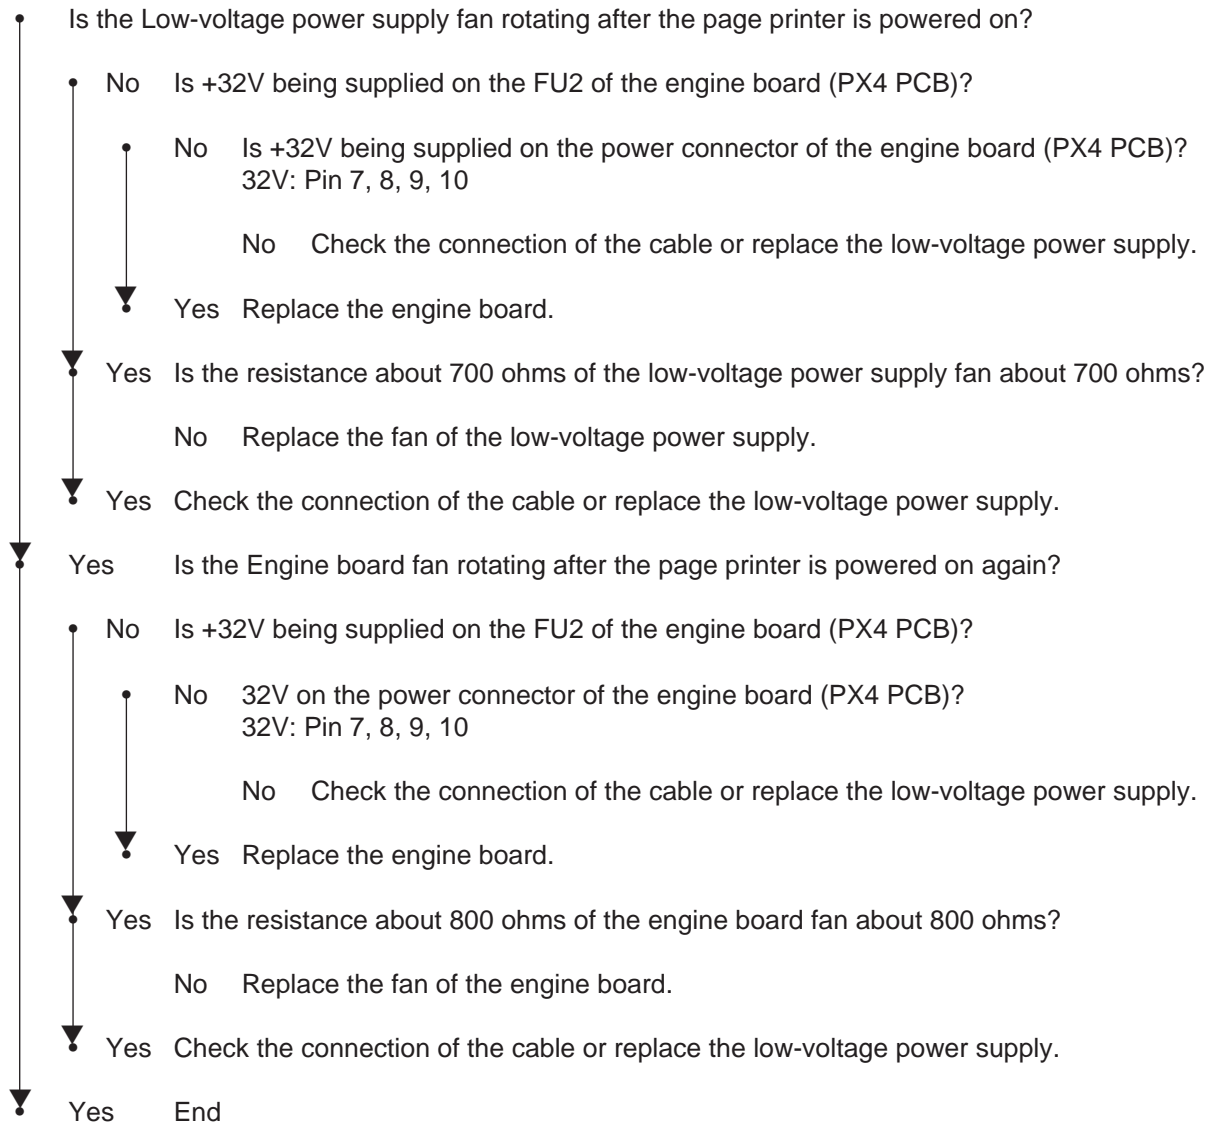 Is the Low-voltage power supply fan rotating after the page printer is powered on?
No Is +32V being supplied on the FU2 of the engine board (PX4 PCB)?
No Is +32V being supplied on the power connector of the engine board (PX4 PCB)?
32V: Pin 7, 8, 9, 10
No Check the connection of the cable or replace the low-voltage power supply.
Yes Replace the engine board.
Yes Is the resistance about 700 ohms of the low-voltage power supply fan about 700 ohms?
No Replace the fan of the low-voltage power supply.
Yes Check the connection of the cable or replace the low-voltage power supply.
Yes Is the Engine board fan rotating after the page printer is powered on again?
No Is +32V being supplied on the FU2 of the engine board (PX4 PCB)?
No 32V on the power connector of the engine board (PX4 PCB)?
32V: Pin 7, 8, 9, 10
No Check the connection of the cable or replace the low-voltage power supply.
Yes Replace the engine board.
Yes Is the resistance about 800 ohms of the engine board fan about 800 ohms?
No Replace the fan of the engine board.
Yes Check the connection of the cable or replace the low-voltage power supply.
Yes End